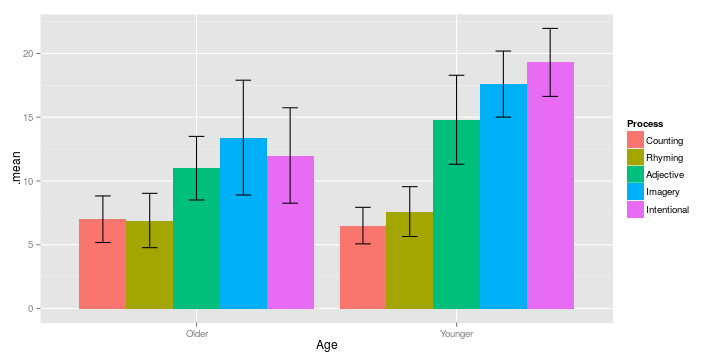 20
15
10
5
0
mean
Older
Younger
Age
Process
Counting
Rhyming
Adjective
Imagery
Intentional